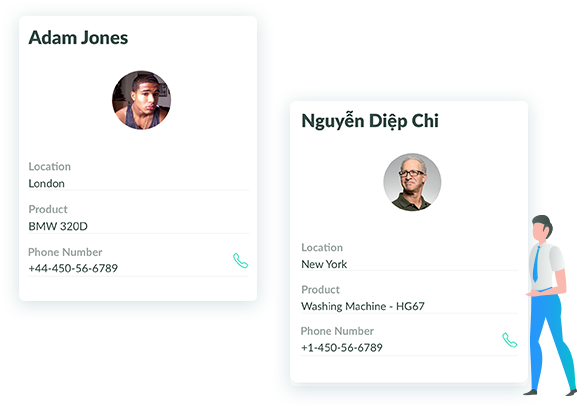 Adam Jones
Location
London
Product
BMW 320D
Phone Number
+44-450-56-6789
Nguyễn Diệp Chi
Location
New York
Product
Washing Machine - HG67
Phone Number
+1-450-56-6789